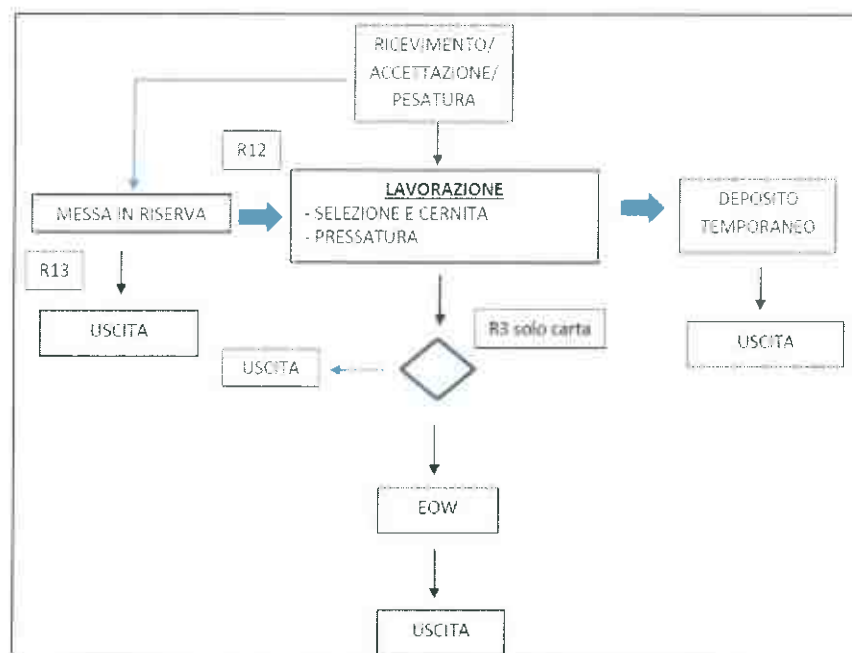 RICEVIMENTO/
ACCETTAZIONE/
PESATURA
R12
MESSA IN RISERVA
LAVORAZIONE
- SELEZIONE E CERNITA
- PRESSATURA
DEPOSITO
TEMPORANEO
R13
USCITA
R3 solo carta
USCITA
USCITA
EOW
USCITA